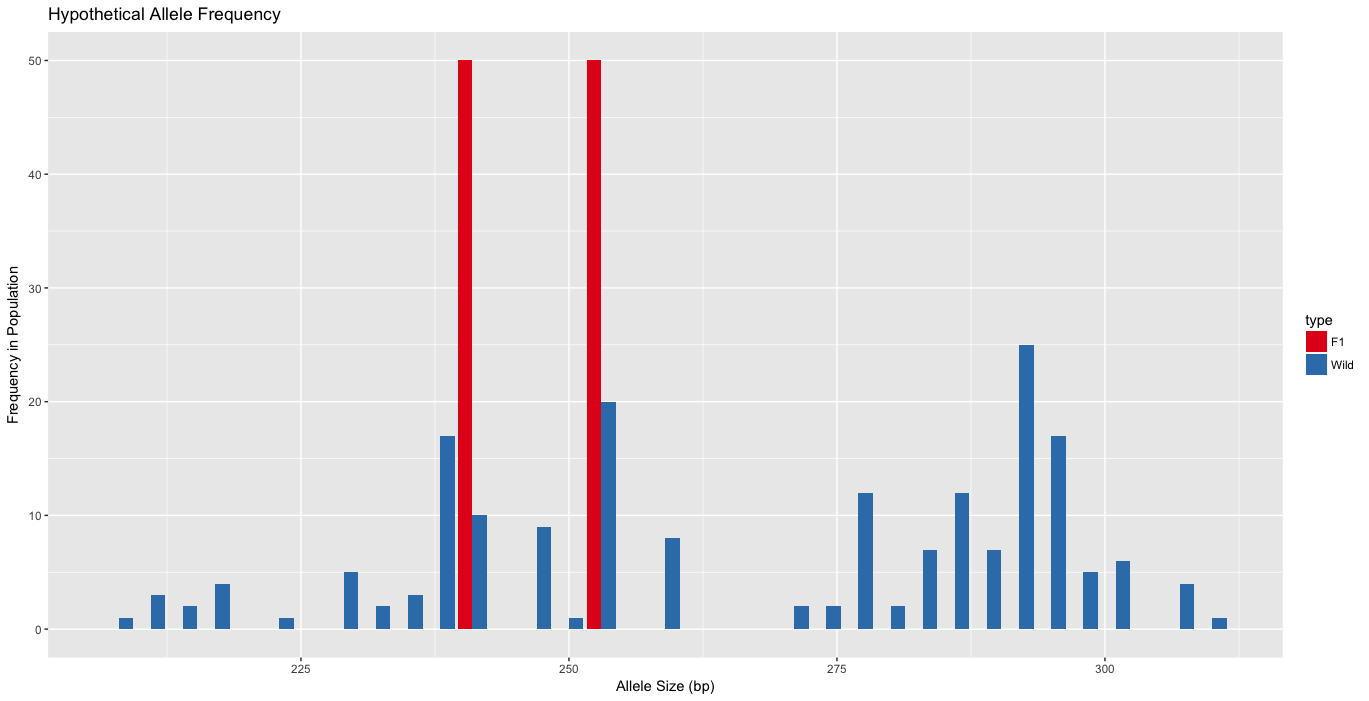 Hypothetical Allele Frequency
Frequency in Population
50
40
30
20
10
0
225 250 275 300
Allele Size (bp)
type
F1
Wild